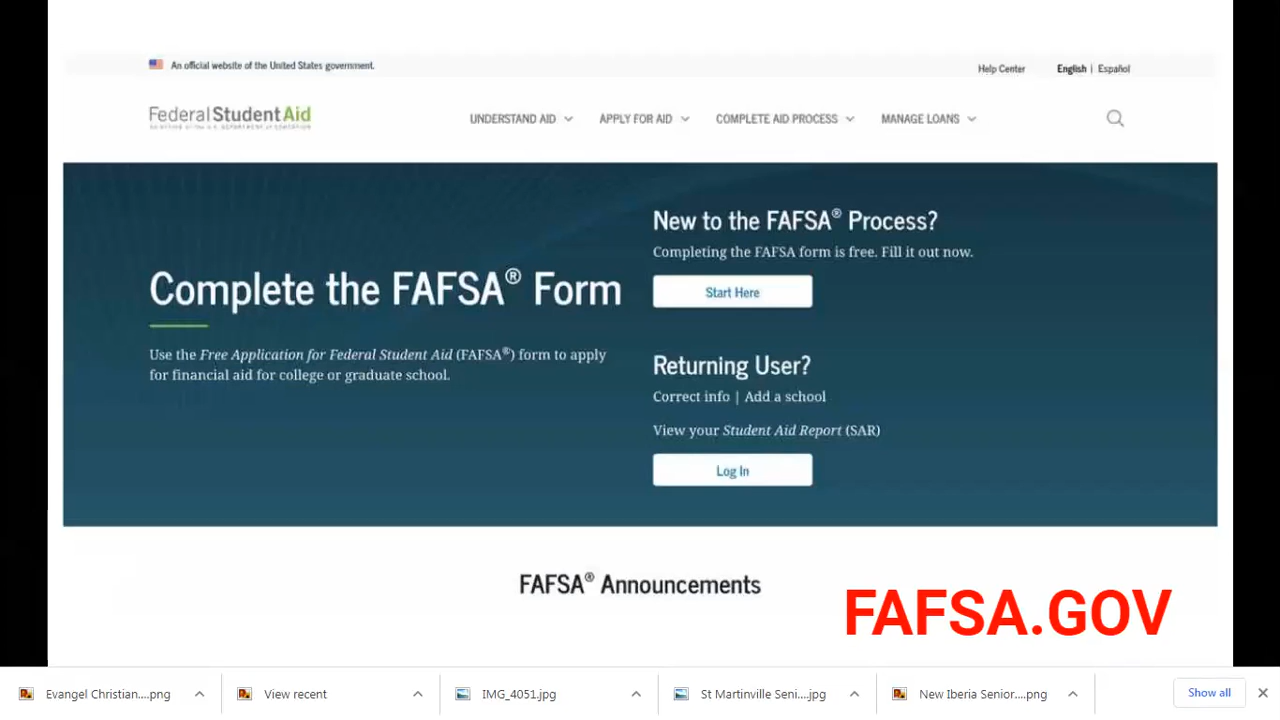 An official website of the United States government.
Help Center
English | Español
Federal Student Aid
UNDERSTAND AID
APPLY FOR AID
COMPLETE AID PROCESS
MANAGE LOANS
New to the FAFSA® Process?
Completing the FAFSA form is free. Fill it out now.
Start Here
Complete the FAFSA® Form
Use the Free Application for Federal Student Aid (FAFSA®) form to apply
for financial aid for college or graduate school.
Returning User?
Correct info | Add a school
View your Student Aid Report (SAR)
Log In
FAFSA® Announcements
FAFSA.GOV
Evangel Christian....png
View recent
IMG_4051.jpg
St Martinville Seni....jpg
New Iberia Senior....png
Show all